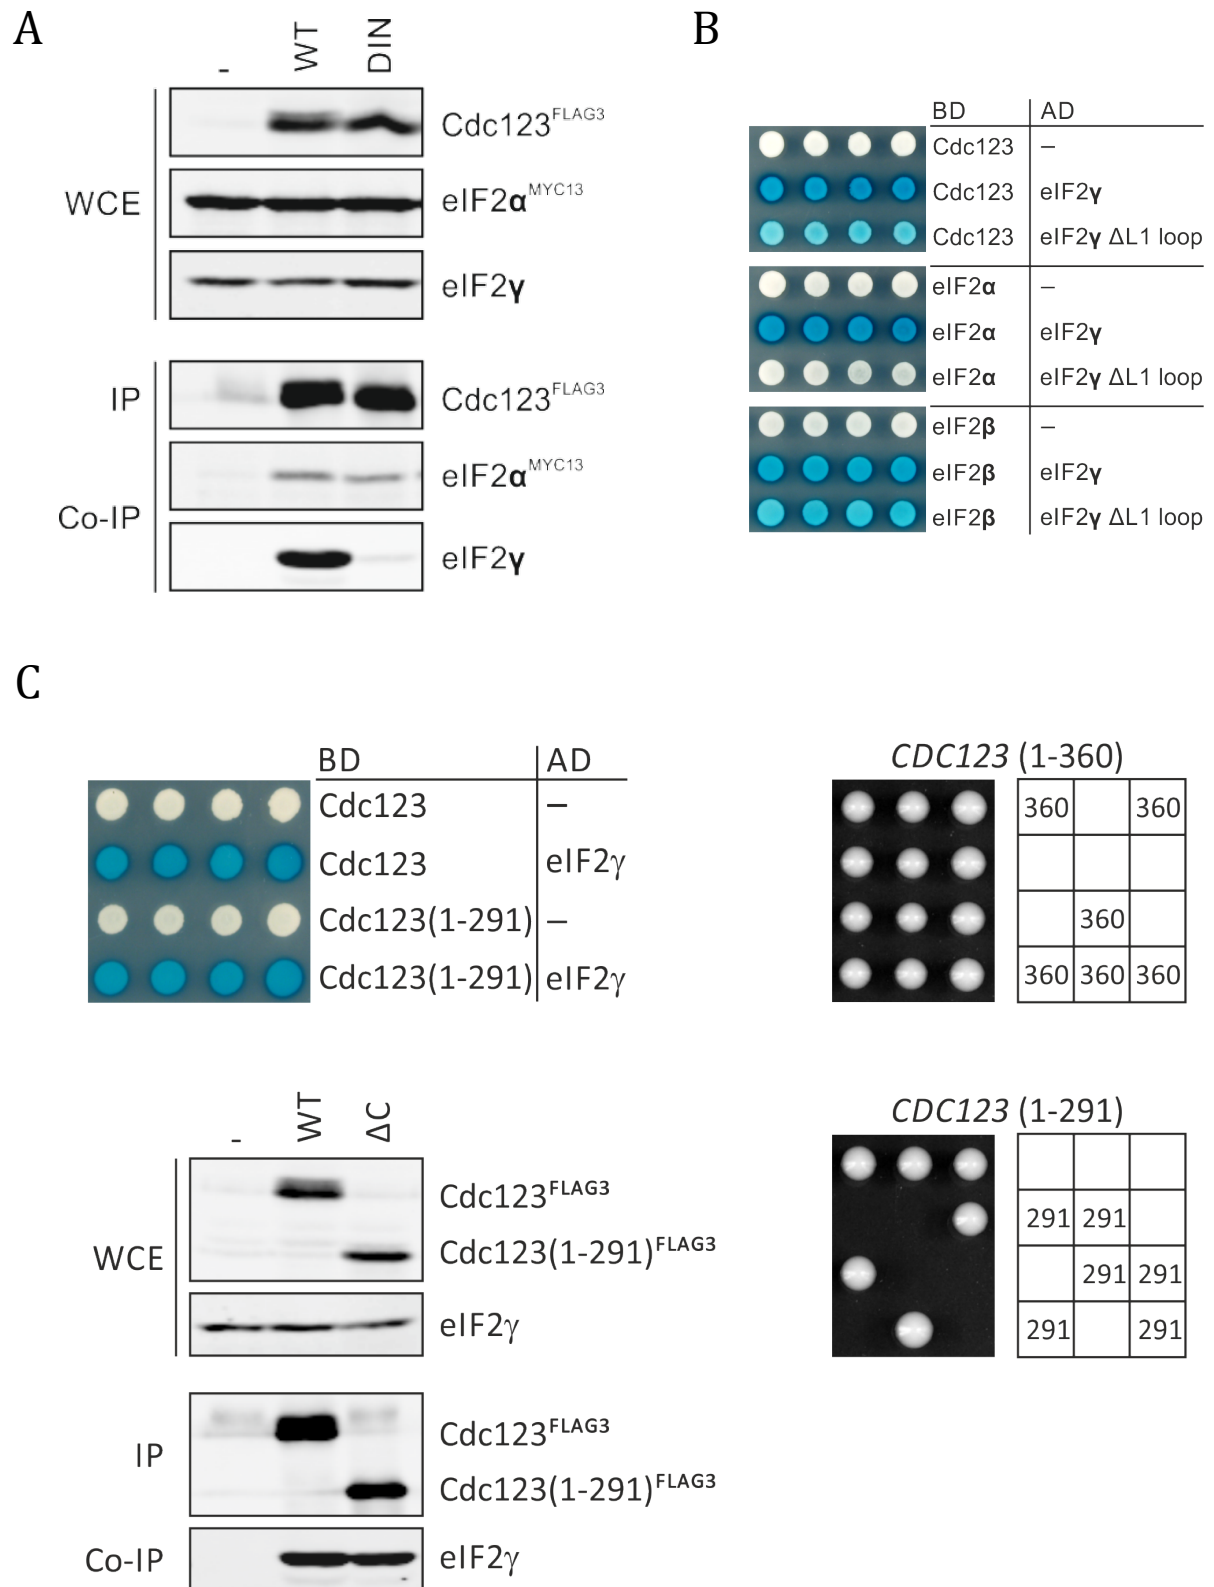 A
- WT DIN
WCE
Cdc123FLAG3
eIF2αMYC13
eIF2γ
IP
Cdc123FLAG3
Co-IP
eIF2αMYC13
eIF2γ
B
BD AD
Cdc123 –
Cdc123 eIF2γ
Cdc123 eIF2γ ΔL1 loop
eIF2α –
eIF2α eIF2γ
eIF2α eIF2γ ΔL1 loop
eIF2β –
eIF2β eIF2γ
eIF2β eIF2γ ΔL1 loop
C
BD AD
Cdc123 –
Cdc123 eIF2γ
Cdc123(1-291) –
Cdc123(1-291) eIF2γ
CDC123 (1-360)
360 360
360
360 360 360
- WT ΔC
WCE
Cdc123FLAG3
Cdc123(1-291)FLAG3
eIF2γ
IP
Cdc123FLAG3
Cdc123(1-291)FLAG3
Co-IP
eIF2γ
CDC123 (1-291)
291 291
291 291
291 291